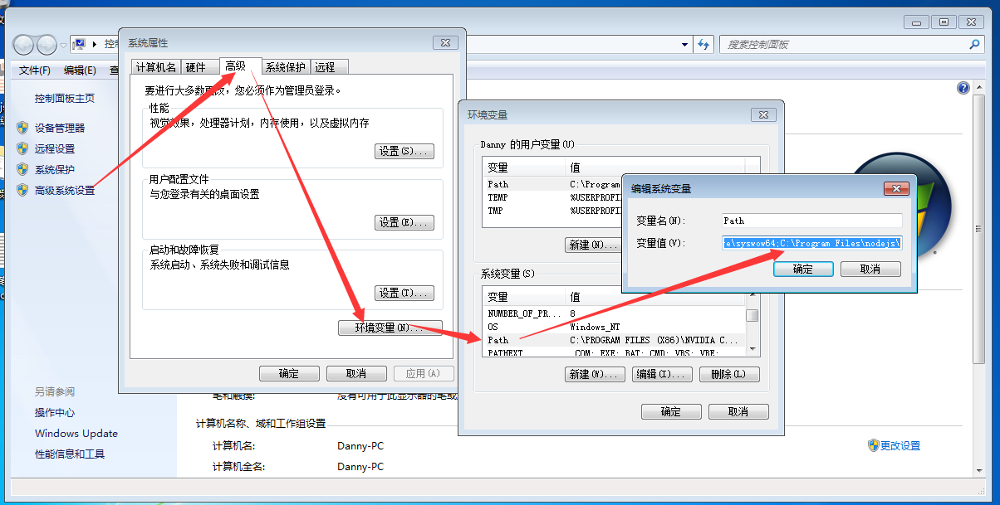 控制
搜索控制面板
文件(F) 编辑(E) 查
控制面板主页
设备管理器
远程设置
系统保护
高级系统设置
另请参阅
操作中心
Windows Update
性能信息和工具
系统属性
计算机名 硬件 高级 系统保护 远程
要进行大多数更改，您必须作为管理员登录。
性能
视觉效果，处理器计划，内存使用，以及虚拟内存
设置(S)...
用户配置文件
与您登录有关的桌面设置
设置(E)...
启动和故障恢复
系统启动、系统失败和调试信息
设置(T)...
环境变量(N)...
确定 取消 应用(A)
笔和触摸: 没有可用于此显示器的笔或
计算机名称、域和工作组设置
计算机名: Danny-PC
计算机全名: Danny-PC
更改设置
环境变量
Danny 的用户变量(U)
变量 值
Path C:\Program
TEMP %USERPROFI
TMP %USERPROFI
新建(N)...
系统变量(S)
变量 值
NUMBER_OF_PR... 8
OS Windows_NT
Path C:\PROGRAM FILES (X86)\NVIDIA C...
PATHEXT .COM;.EXE;.BAT;.CMD;.VBS;.VBE;
新建(W)... 编辑(I)... 删除(L)
确定 取消
编辑系统变量
变量名(N): Path
变量值(V): e\syswow64;C:\Program Files\nodejs\
确定 取消